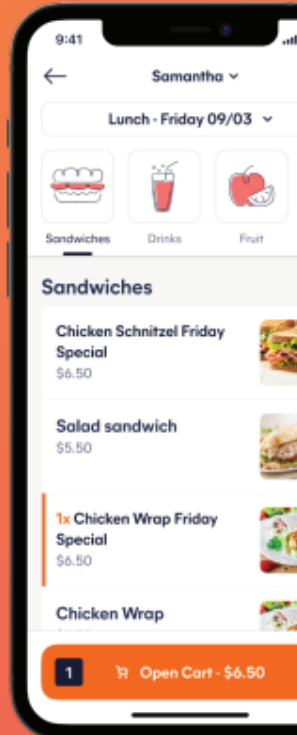 9:41
Samantha
Lunch - Friday 09/03
Sandwiches
Drinks
Fruit
Sandwiches
Chicken Schnitzel Friday
Special
$6.50
Salad sandwich
$5.50
1x Chicken Wrap Friday
Special
$6.50
Chicken Wrap
1
Open Cart - $6.50